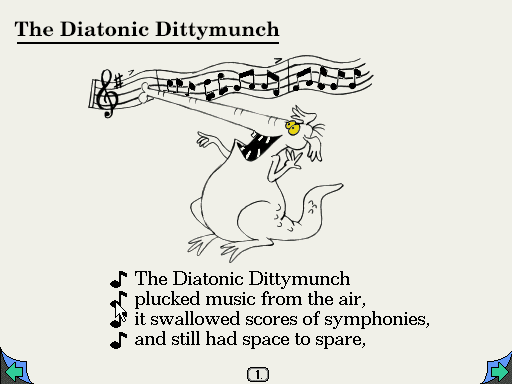 The Diatonic Dittymunch
The Diatonic Dittymunch
plucked music from the air,
it swallowed scores of symphonies,
and still had space to spare,
1